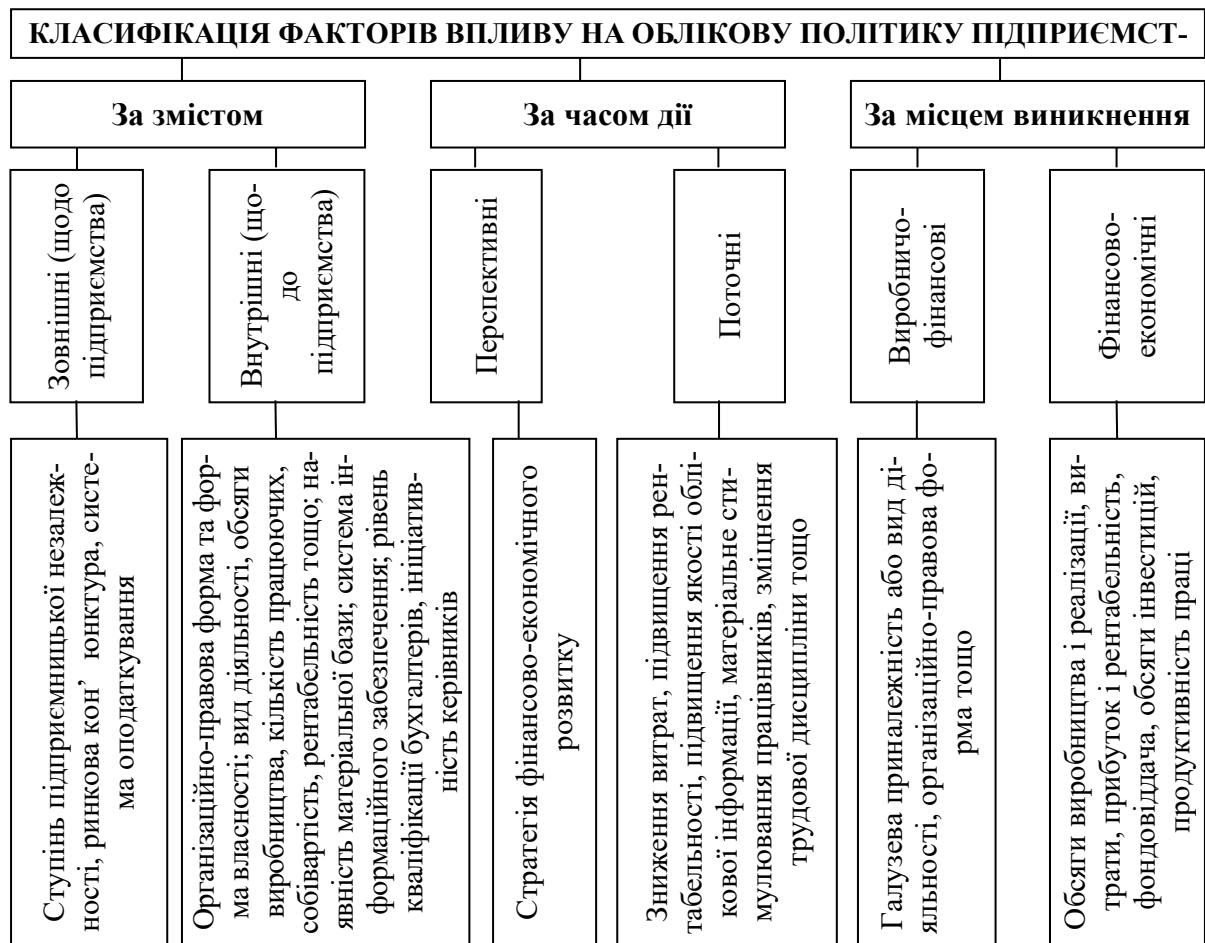 КЛАСИФІКАЦІЯ ФАКТОРІВ ВПЛИВУ НА ОБЛІКОВУ ПОЛІТИКУ ПІДПРИЄМСТ-
За змістом
За часом дії
За місцем виникнення
Зовнішні (щодо
підприємства)
Внутрішні (що-
до
підприємства)
Перспективні
Поточні
Виробничо-
фінансові
Фінансово-
економічні
Ступінь підприємницької незалеж-
ності, ринкова кон’ юнктура, систе-
ма оподаткування
Організаційно-правова форма та фор-
ма власності; вид діяльності, обсяги
виробництва, кількість працюючих,
собівартість, рентабельність тощо; на-
явність матеріальної бази; система ін-
формаційного забезпечення; рівень
кваліфікації бухгалтерів, ініціатив-
ність керівників
Стратегія фінансово-економічного
розвитку
Зниження витрат, підвищення рен-
табельності, підвищення якості облі-
кової інформації, матеріальне сти-
мулювання працівників, зміцнення
трудової дисципліни тощо
Галузева приналежність або вид ді-
яльності, організаційно-правова фо-
рма тощо
Обсяги виробництва і реалізації, ви-
трати, прибуток і рентабельність,
фондовіддача, обсяги інвестицій,
продуктивність праці